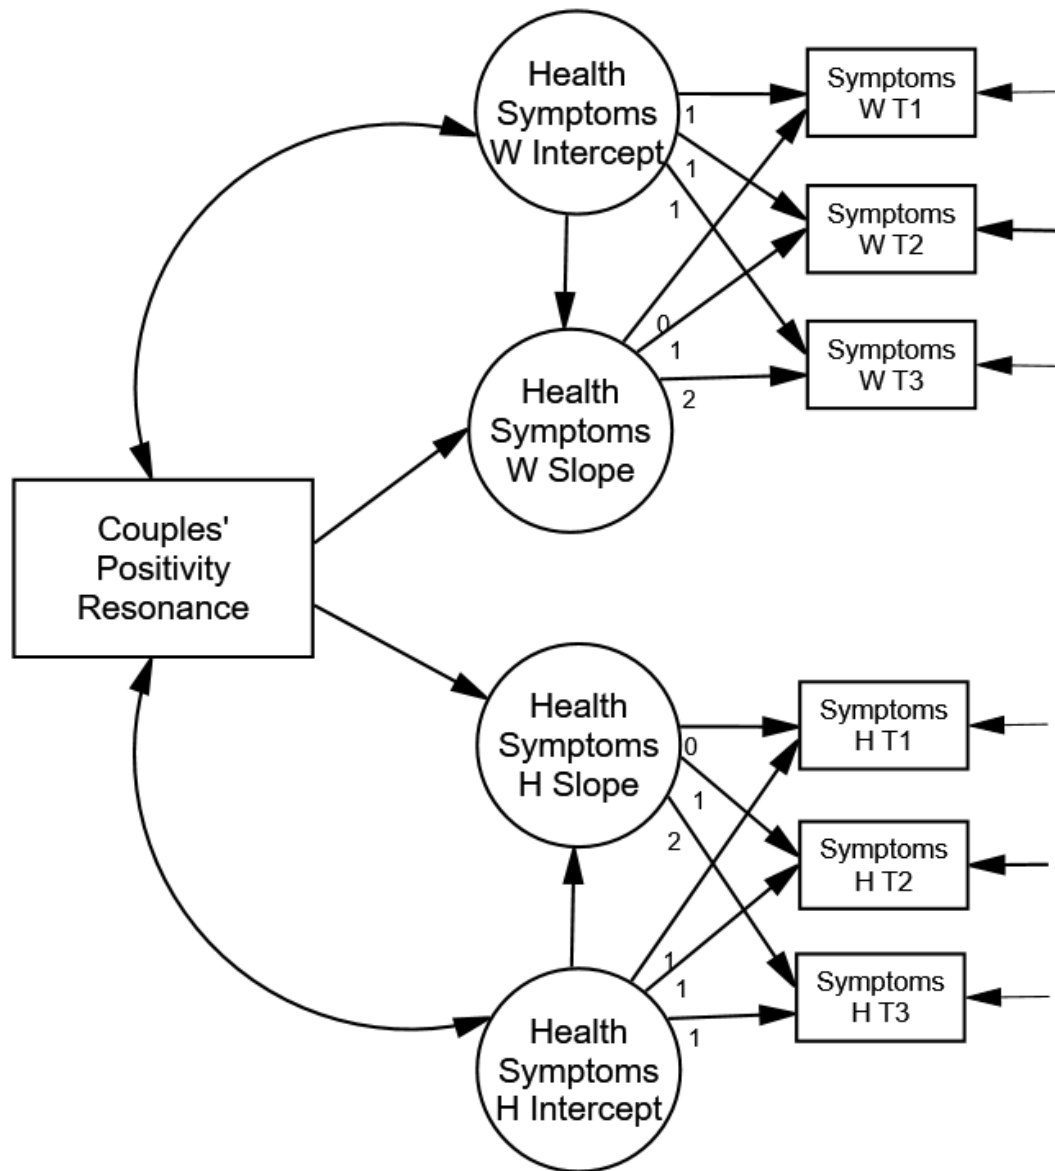 Health
Symptoms
W Intercept
1
1
1
Symptoms
W T1
Symptoms
W T2
Symptoms
W T3
Health
Symptoms
W Slope
0
1
2
Couples'
Positivity
Resonance
Health
Symptoms
H Slope
0
1
2
Symptoms
H T1
Symptoms
H T2
Symptoms
H T3
Health
Symptoms
H Intercept
1
1
1